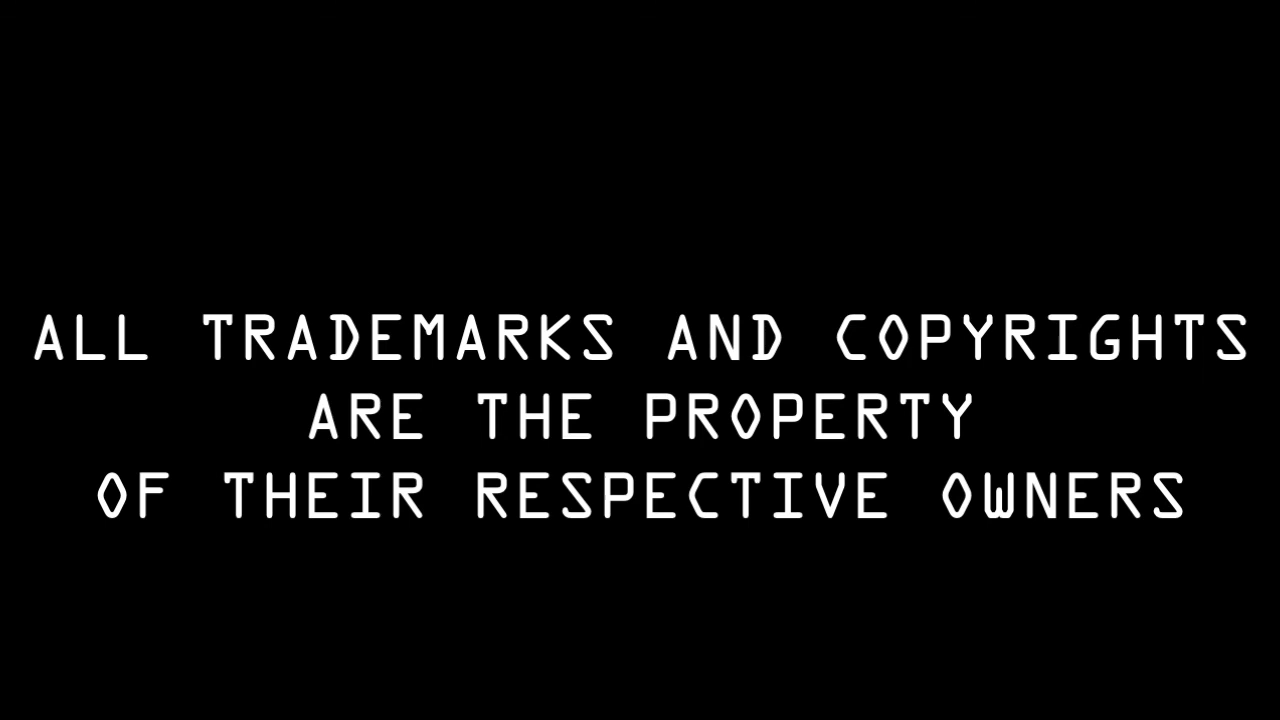 ALL TRADEMARKS AND COPYRIGHTS
ARE THE PROPERTY
OF THEIR RESPECTIVE OWNERS